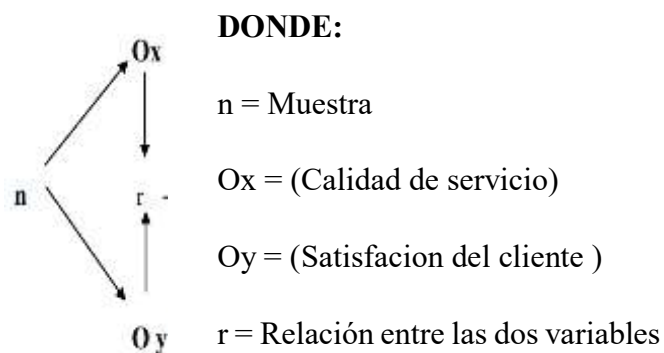 DONDE:
Ox
n = Muestra
n
r -
Ox = (Calidad de servicio)
Oy = (Satisfacion del cliente )
O y
r = Relación entre las dos variables